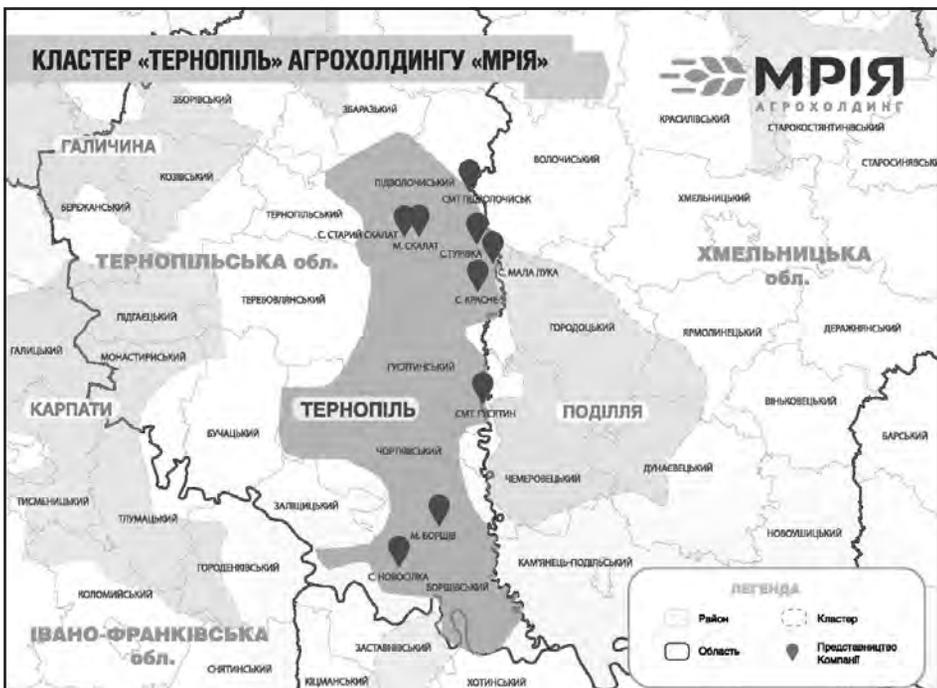 КЛАСТЕР «ТЕРНОПІЛЬ» АГРОХОЛДИНГУ «МРІЯ»
МРІЯ
АГРОХОЛДИНГ
ЗБОРІВСЬКИЙ
ЗБАРАЗЬКИЙ
КРАСИЛІВСЬКИЙ
СТАРОКОСТЯНТИНІВСЬКИЙ
ГАЛИЧИНА
КОЗІВСЬКИЙ
ПІДВОЛОЧИСЬКИЙ
ВОЛОЧИСЬКИЙ
СТАРОСИНЯВСЬКИЙ
БЕРЕЖАНСЬКИЙ
ТЕРНОПІЛЬСЬКИЙ
СМТ ПІДВОЛОЧИСЬК
ХМЕЛЬНИЦЬКИЙ
С. СТАРИЙ СКАЛАТ
М. СКАЛАТ
С.ТУРІВКА
ТЕРНОПІЛЬСЬКА обл.
С. МАЛА ЛУКА
ХМЕЛЬНИЦЬКА
обл.
ТЕРЕБОВЛЯНСЬКИЙ
С. КРАСНЕ
ПІДГАЄЦЬКИЙ
ГОРОДОЦЬКИЙ
ЯРМОЛИНЕЦЬКИЙ
ДЕРАЖНЯНСЬКИЙ
ГАЛИЦЬКИЙ
МОНАСТИРИСЬКИЙ
ГУСЯТИНСЬКИЙ
КАРПАТИ
ТЕРНОПІЛЬ
СМТ. ГУСЯТИН
ПОДІЛЛЯ
ВІНЬКОВЕЦЬКИЙ
БУЧАЦЬКИЙ
БАРСЬКИЙ
ЧОРТКІВСЬКИЙ
ЧЕМЕРОВЕЦЬКИЙ
ДУНАЄВЕЦЬКИЙ
ТИСМЕНИЦЬКИЙ
ТЛУМАЦЬКИЙ
ЗАЛІЩИЦЬКИЙ
М. БОРЩІВ
НОВОУШИЦЬКИЙ
ГОРОДЕНКІВСЬКИЙ
С. НОВОСІЛКА
КАМ'ЯНЕЦЬ-ПОДІЛЬСЬКИЙ
КОЛОМИЙСЬКИЙ
БОРЩІВСЬКИЙ
ІВАНО-ФРАНКІВСЬКА
обл.
ЗАСТАВНІВСЬКИЙ
СНЯТИНСЬКИЙ
КІЦМАНСЬКИЙ
ХОТИНСЬКИЙ
ЛЕГЕНДА
Район
Кластер
Область
Представництво
Компанії